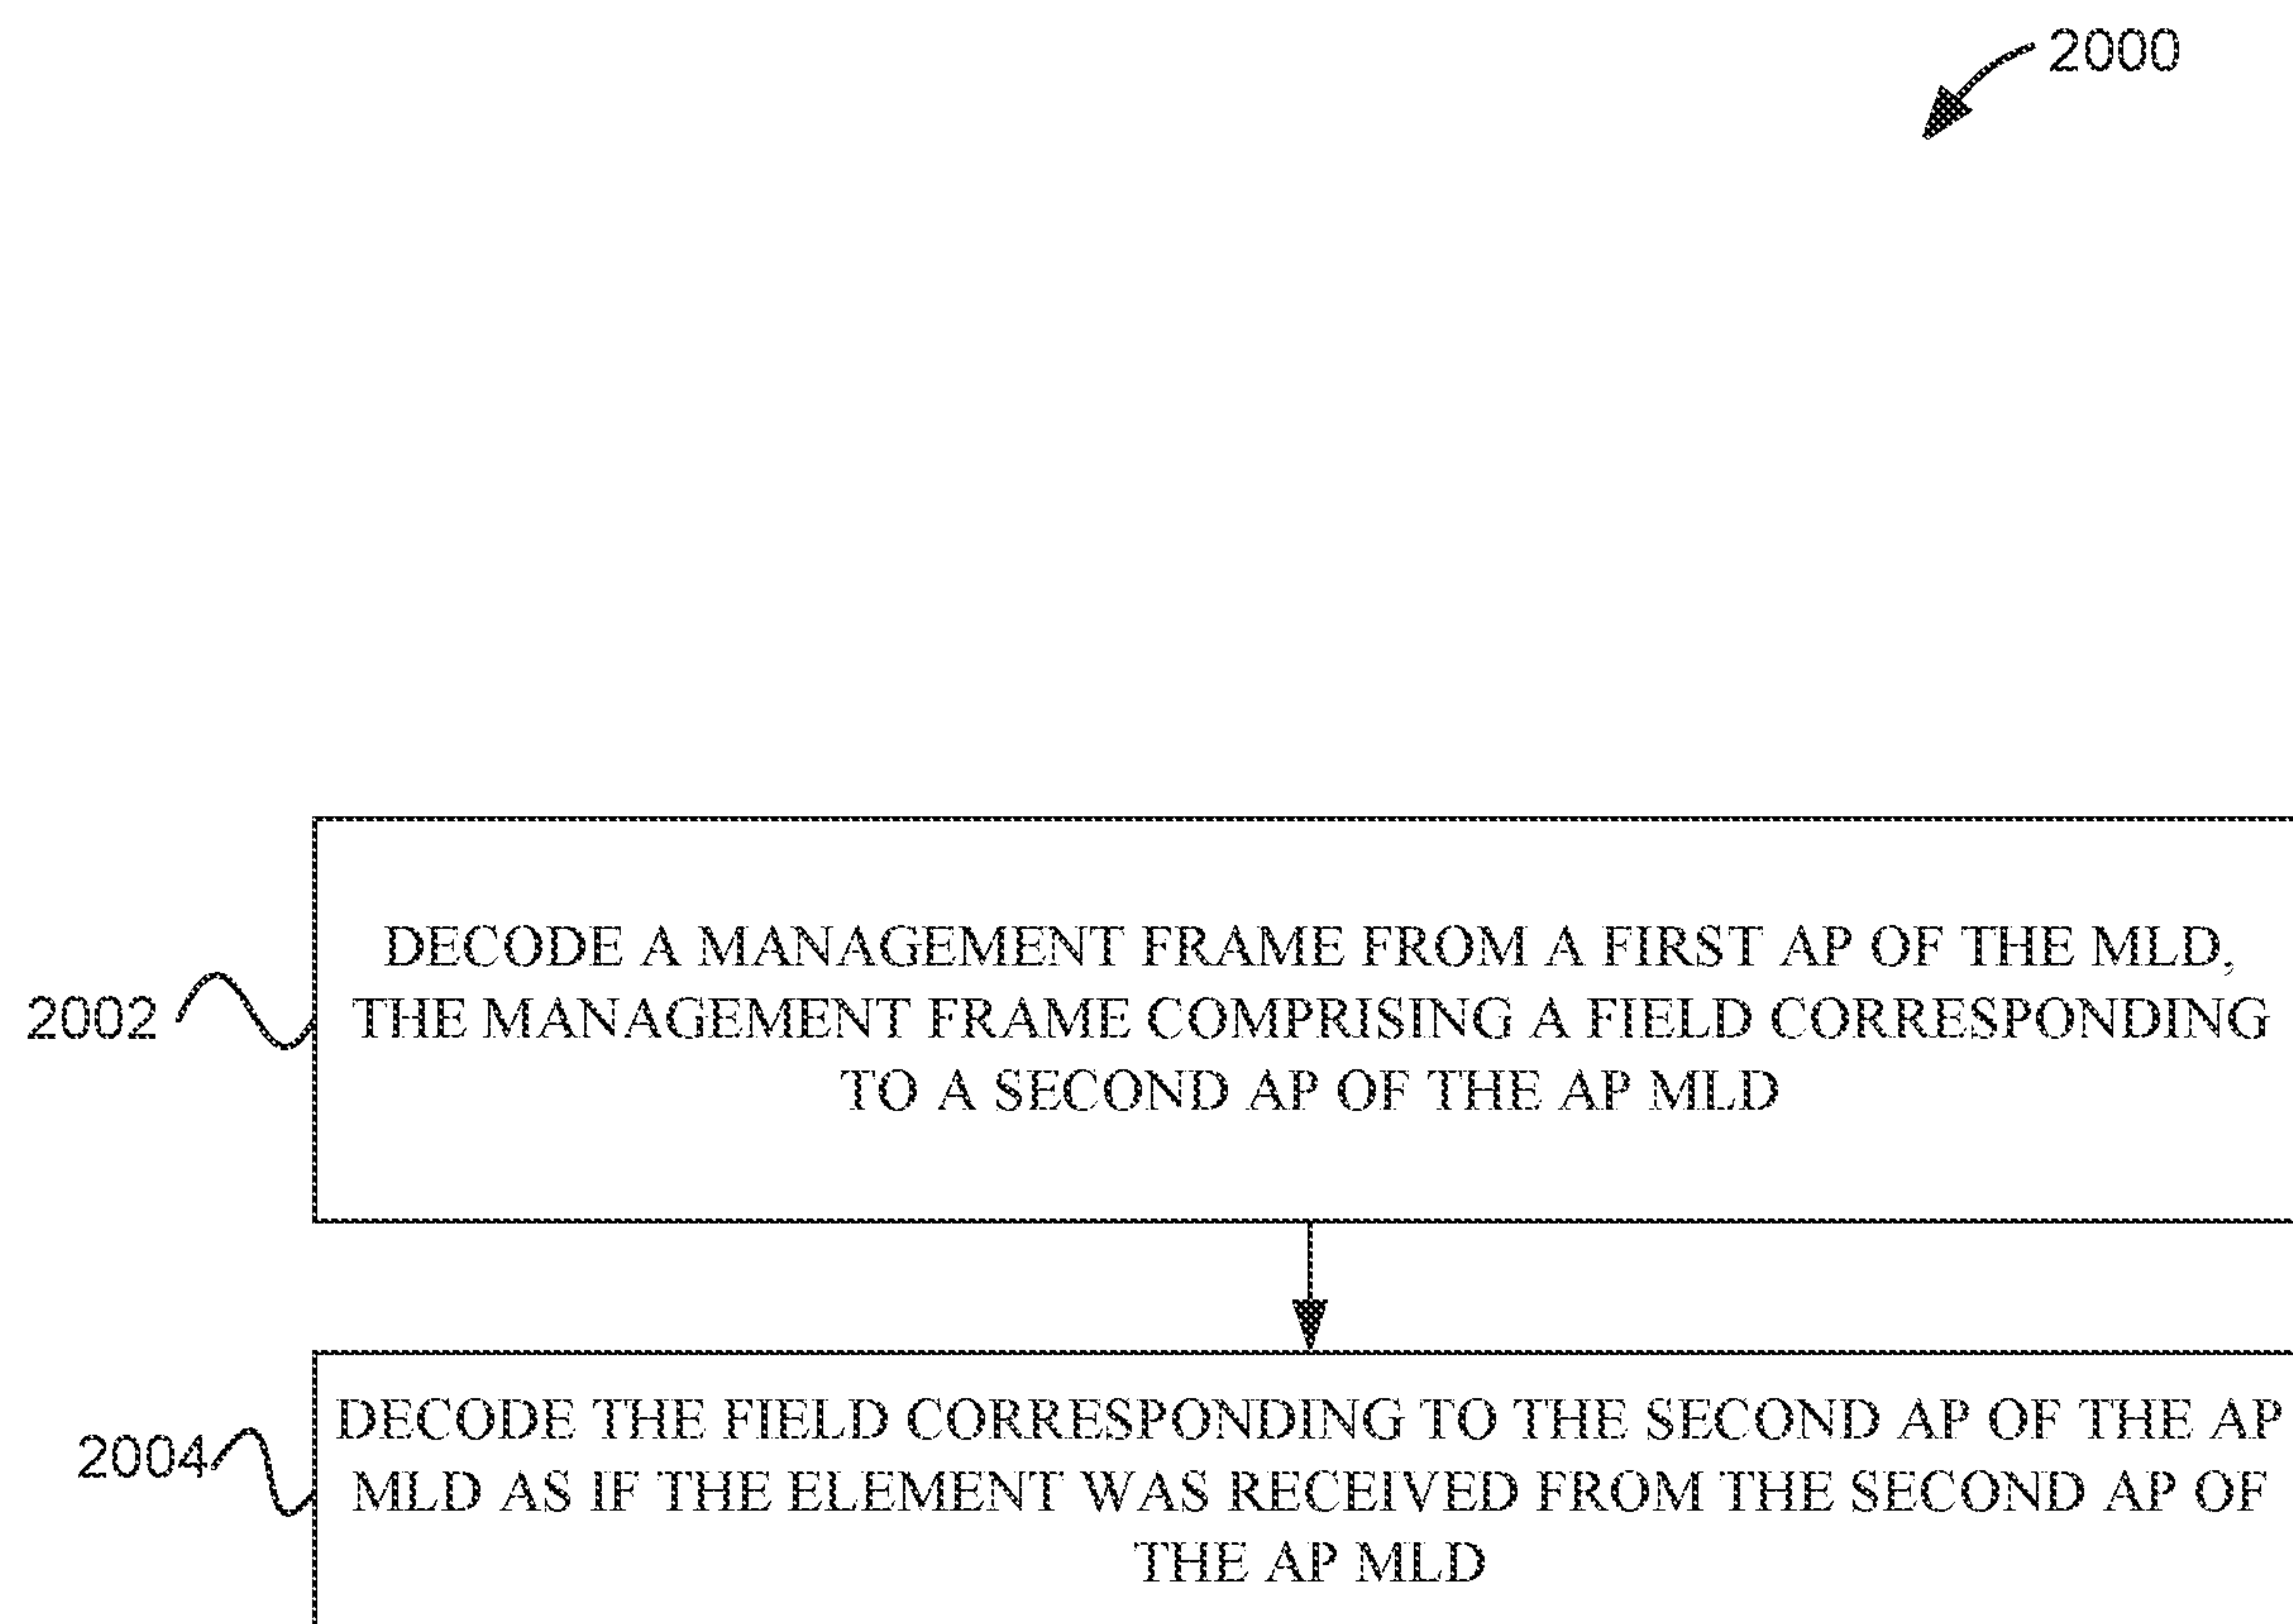 2000
DECODE A MANAGEMENT FRAME FROM A FIRST AP OF THE MLD,
2002
THE MANAGEMENT FRAME COMPRISING A FIELD CORRESPONDING
TO A SECOND AP OF THE AP MLD
DECODE THE FIELD CORRESPONDING TO THE SECOND AP OF THE AP
2004
MLD AS IF THE ELEMENT WAS RECEIVED FROM THE SECOND AP OF
THE AP MLD